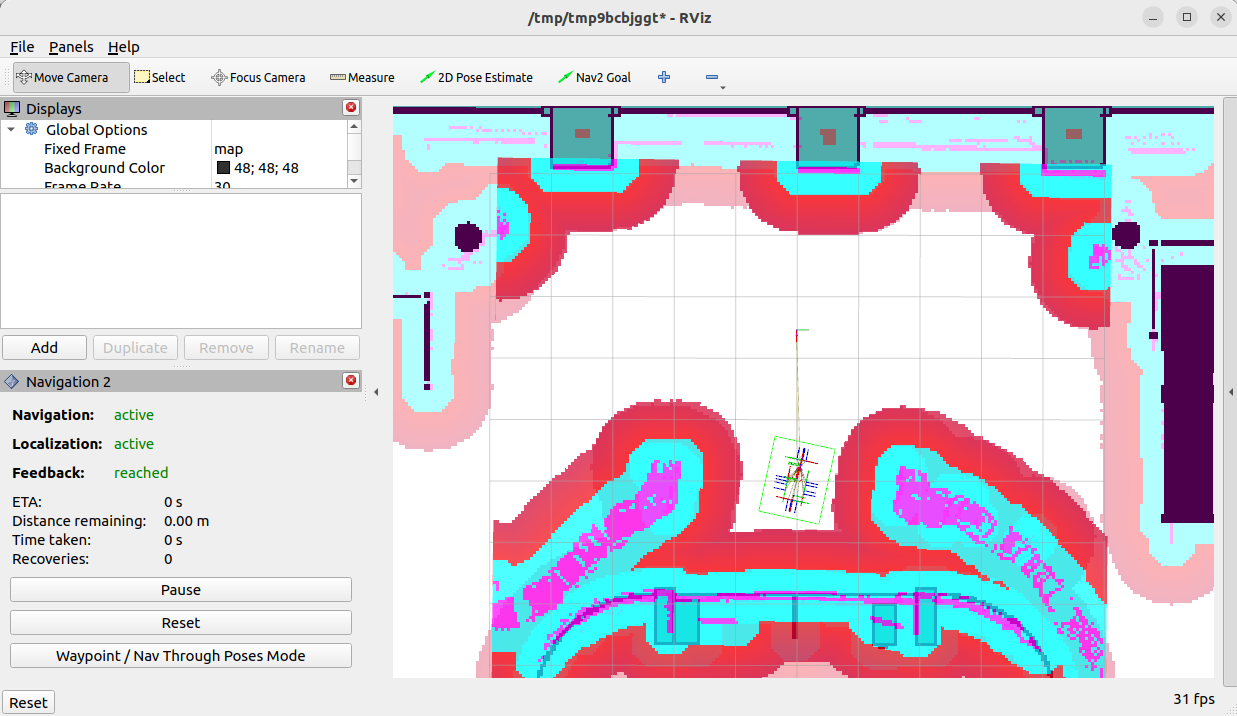 /tmp/tmp9bcbjggt* - RViz
File Panels Help
Move Camera Select Focus Camera Measure 2D Pose Estimate Nav2 Goal
Displays
Global Options
Fixed Frame map
Background Color 48; 48; 48
Frame Rate 30
Add Duplicate Remove Rename
Navigation 2
Navigation: active
Localization: active
Feedback: reached
ETA: 0 s
Distance remaining: 0.00 m
Time taken: 0 s
Recoveries: 0
Pause
Reset
Waypoint / Nav Through Poses Mode
Reset
31 fps